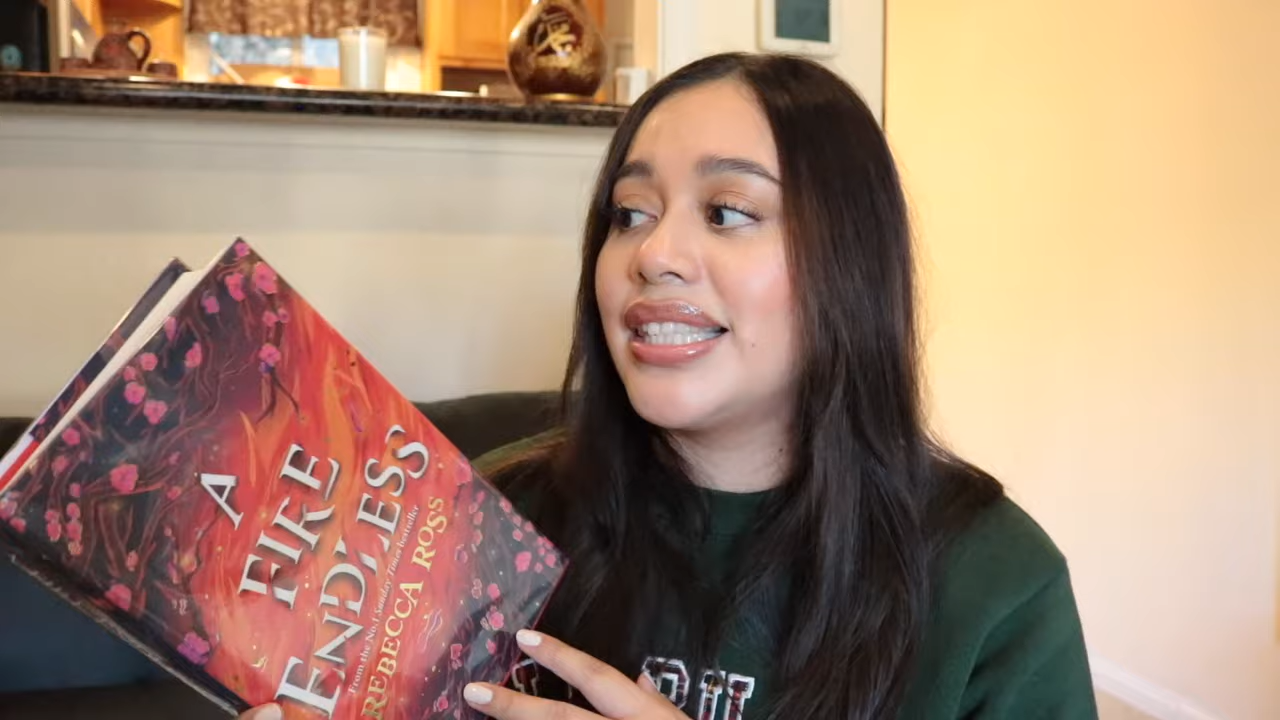 A
FIRE
ENDLESS
From the No.1 Sunday Times bestseller
REBECCA ROSS